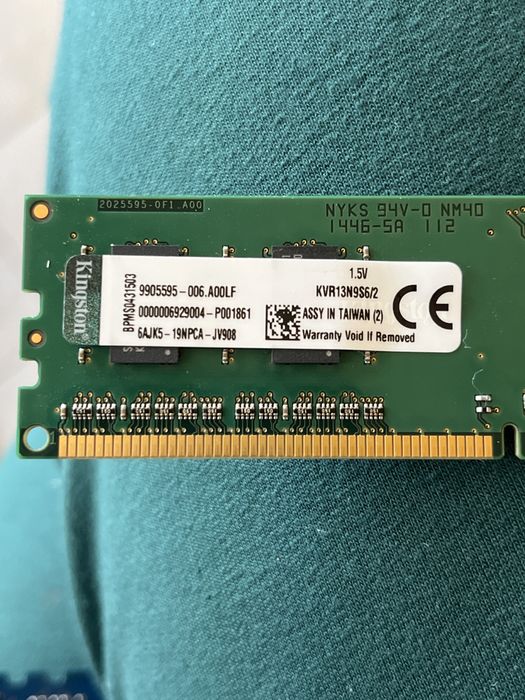 2025595-0F1.A00
NYKS 94V-0 NM40
1446-5A 112
Kingston
BPMS0431503
9905595-006.A00LF
0000006929004-P001861
6AJK5-19NPCA-JV908
1.5V
KVR13N9S6/2
ASSY IN TAIWAN (2)
Warranty Void If Removed
CE